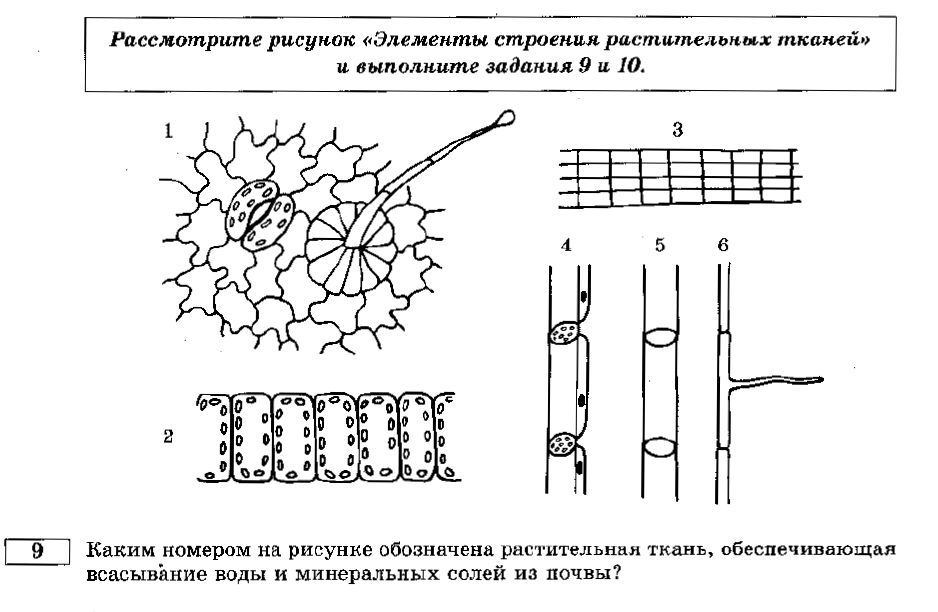 Рассмотрите рисунок «Элементы строения растительных тканей»
и выполните задания 9 и 10.
1
3
4 5 6
2
9 Каким номером на рисунке обозначена растительная ткань, обеспечивающая
всасывание воды и минеральных солей из почвы?